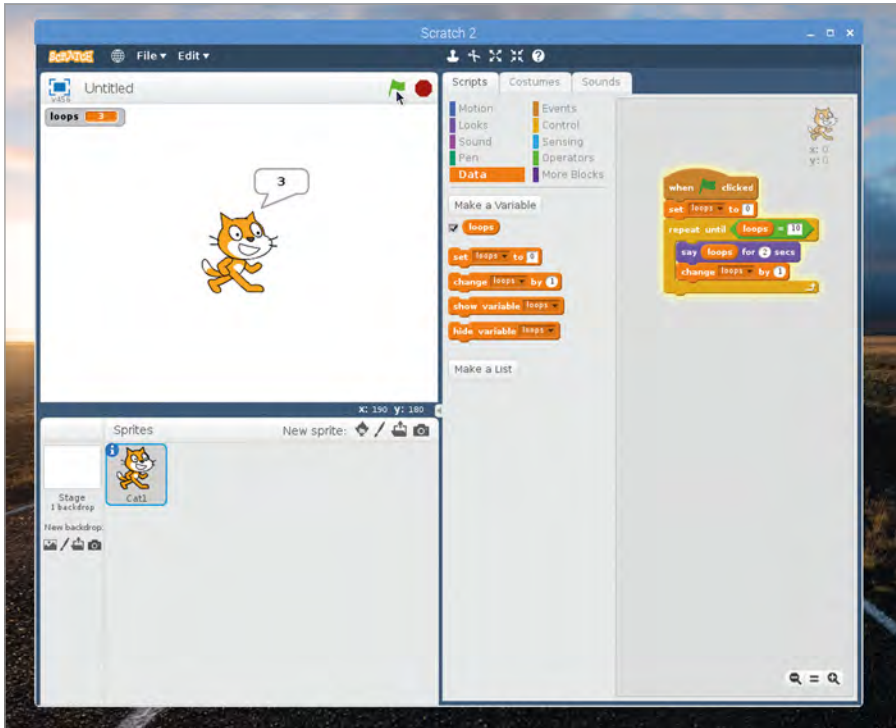 Scratch 2
SCRATCH File Edit
Untitled
v456
loops 3
3
Scripts Costumes Sounds
Motion Events
Looks Control
Sound Sensing
Pen Operators
Data More Blocks
Make a Variable
loops
set loops to 0
change loops by 1
show variable loops
hide variable loops
Make a List
x: 0
y: 0
when clicked
set loops to 0
repeat until loops = 10
say loops for 2 secs
change loops by 1
x: 190 y: 180
Sprites New sprite:
Stage
1 backdrop
Cat1
New backdrop: